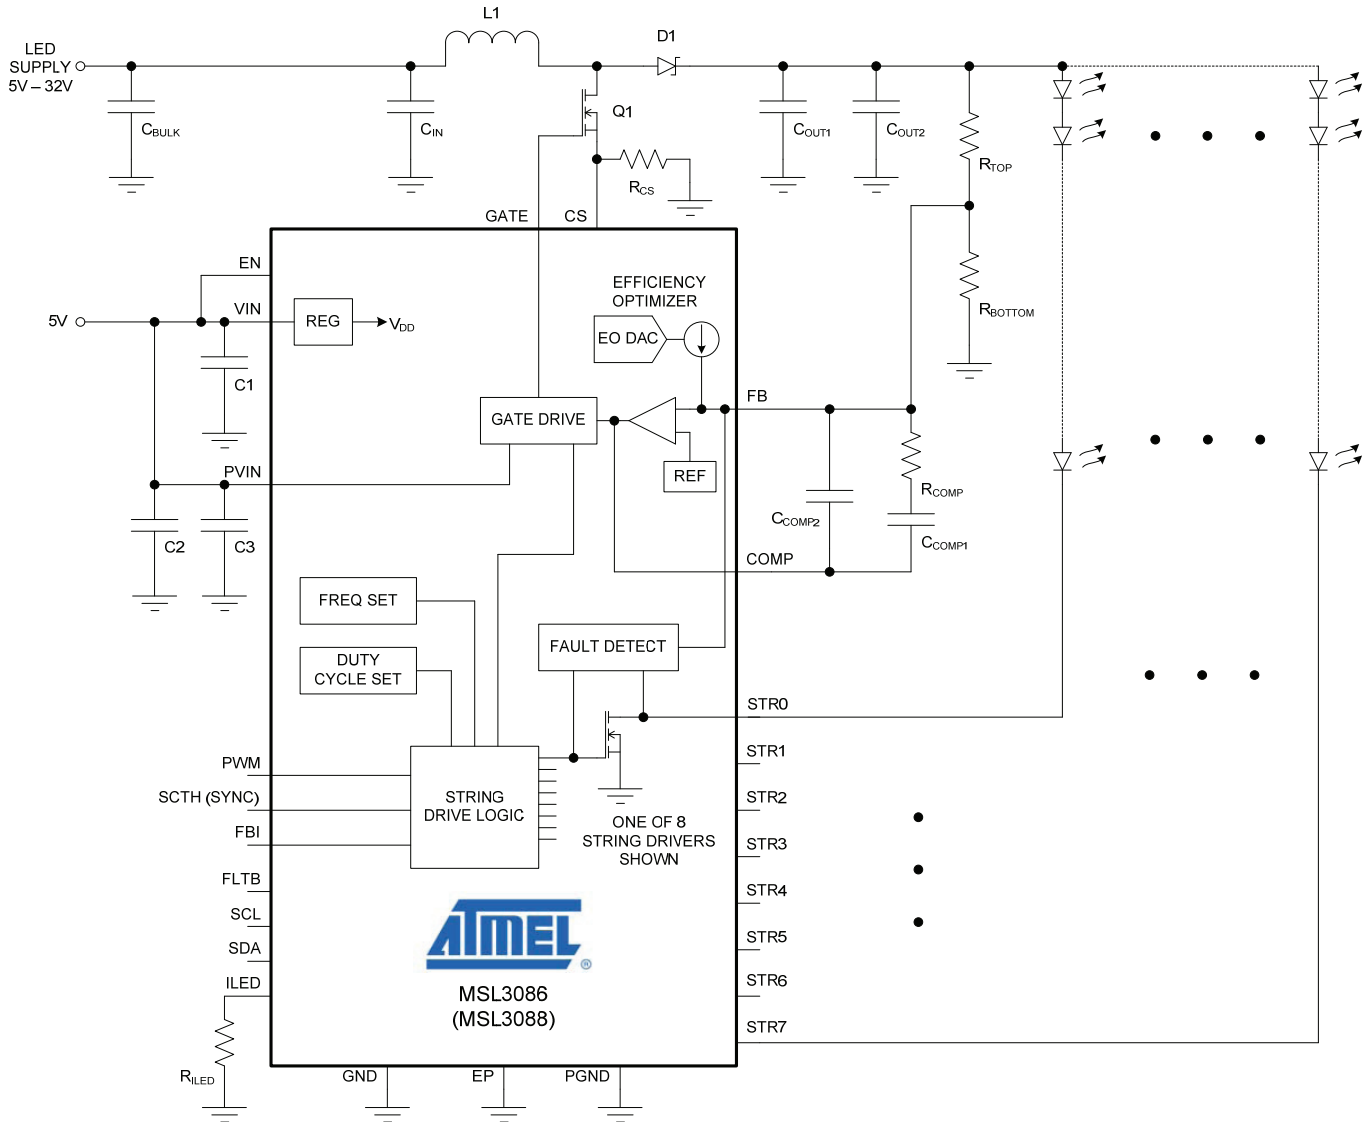 L1
D1
LED
SUPPLY
5V – 32V
CBULK
CIN
Q1
COUT1
COUT2
RTOP
RCS
GATE
CS
EN
VIN
5V
REG
VDD
EFFICIENCY
OPTIMIZER
EO DAC
RBOTTOM
C1
FB
GATE DRIVE
PVIN
REF
RCOMP
CCOMP2
CCOMP1
C2
C3
COMP
FREQ SET
FAULT DETECT
DUTY
CYCLE SET
STR0
STR1
PWM
SCTH (SYNC)
FBI
STRING
DRIVE LOGIC
STR2
ONE OF 8
STRING DRIVERS
SHOWN
STR3
FLTB
STR4
SCL
SDA
STR5
ILED
ATMEL
®
STR6
MSL3086
(MSL3088)
STR7
RILED
GND
EP
PGND